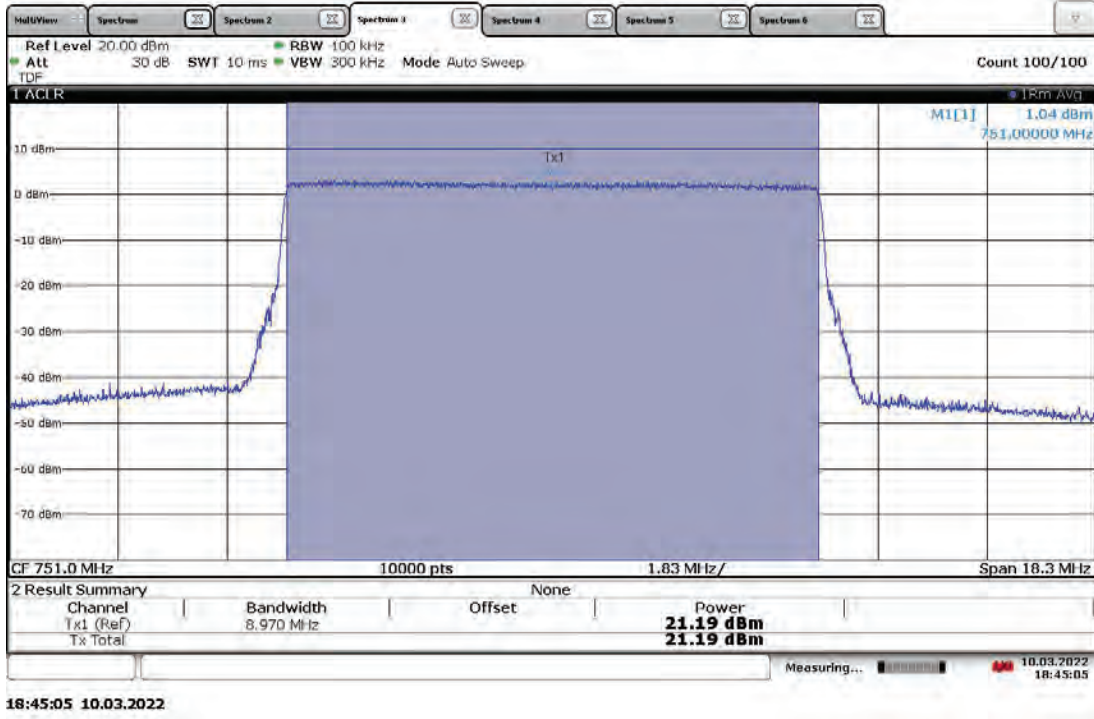 MultiView Spectrum Spectrum 2 Spectrum 3 Spectrum 4 Spectrum 5 Spectrum 6
Ref Level 20.00 dBm RBW 100 kHz
Att 30 dB SWT 10 ms VBW 300 kHz Mode Auto Sweep Count 100/100
TDF
1 ACLR 1Rm Avg
M1[1] 1.04 dBm
751.00000 MHz
10 dBm
Tx1
0 dBm
-10 dBm
-20 dBm
-30 dBm
-40 dBm
-50 dBm
-60 dBm
-70 dBm
CF 751.0 MHz 10000 pts 1.83 MHz/ Span 18.3 MHz
2 Result Summary None
Channel Bandwidth Offset Power
Tx1 (Ref) 8.970 MHz 21.19 dBm
Tx Total 21.19 dBm
Measuring... 10.03.2022
18:45:05
18:45:05 10.03.2022